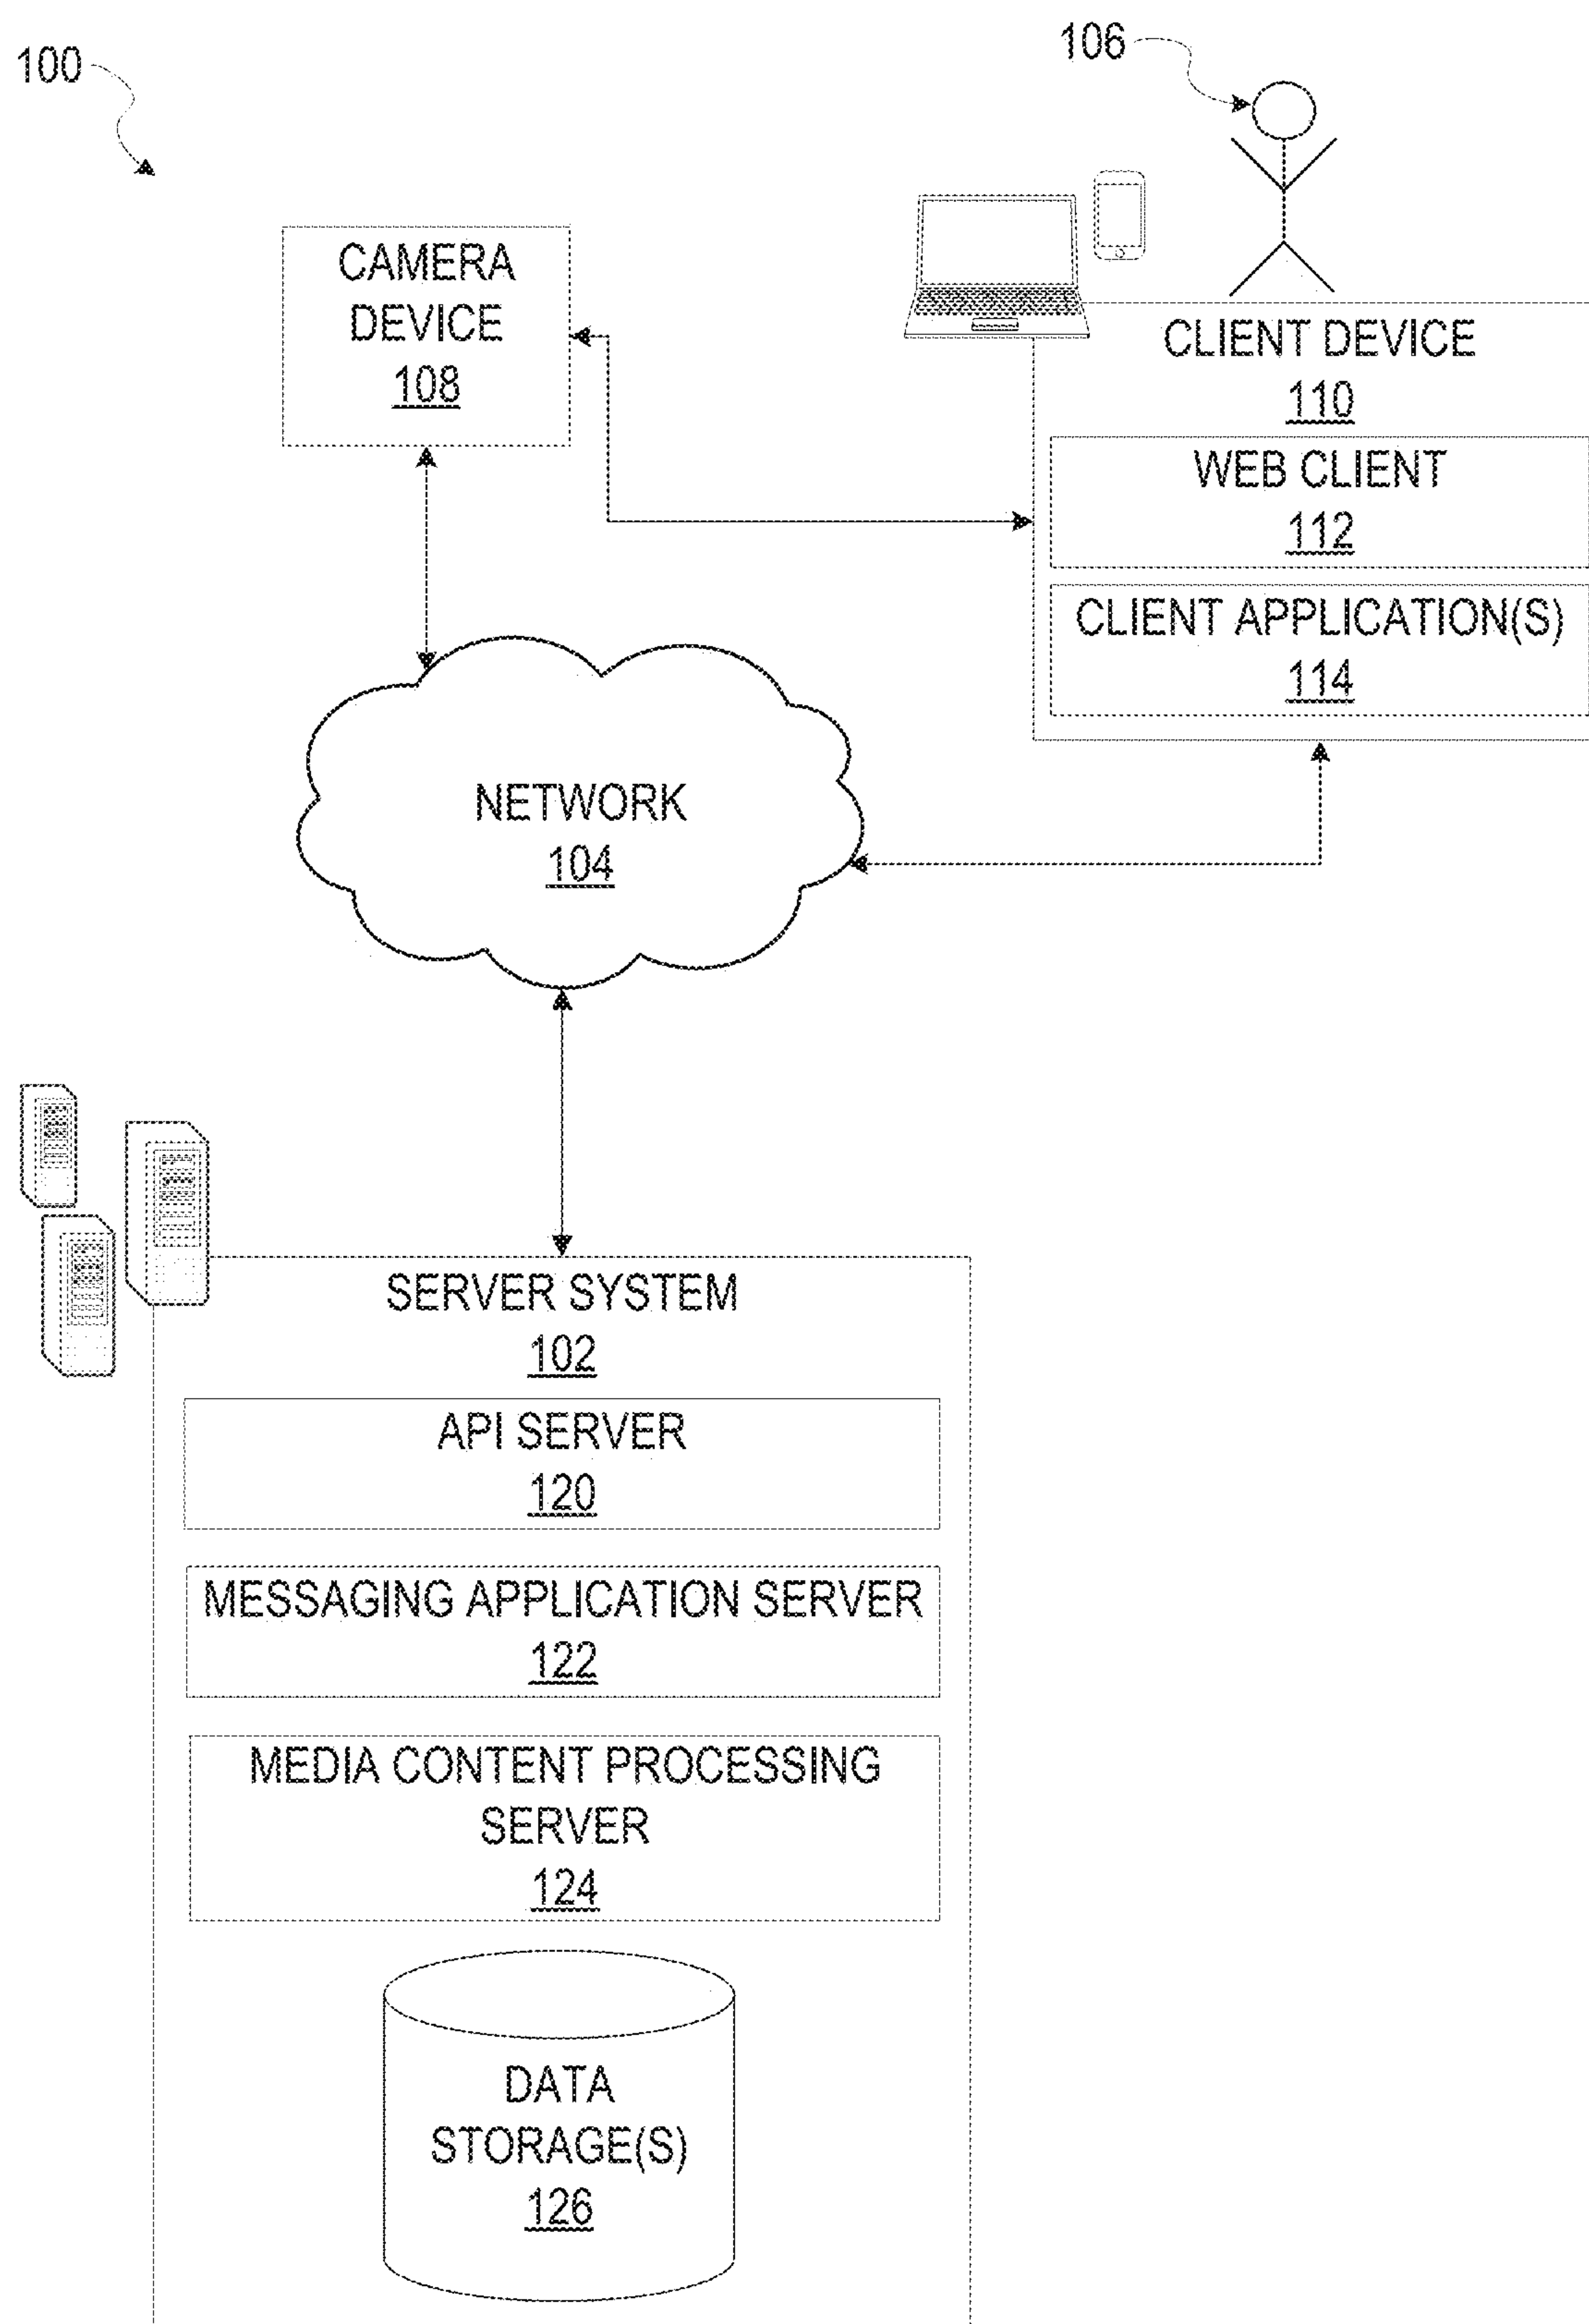 100
106
CAMERA
DEVICE
108
CLIENT DEVICE
110
WEB CLIENT
112
CLIENT APPLICATION(S)
114
NETWORK
104
SERVER SYSTEM
102
API SERVER
120
MESSAGING APPLICATION SERVER
122
MEDIA CONTENT PROCESSING
SERVER
124
DATA
STORAGE(S)
126